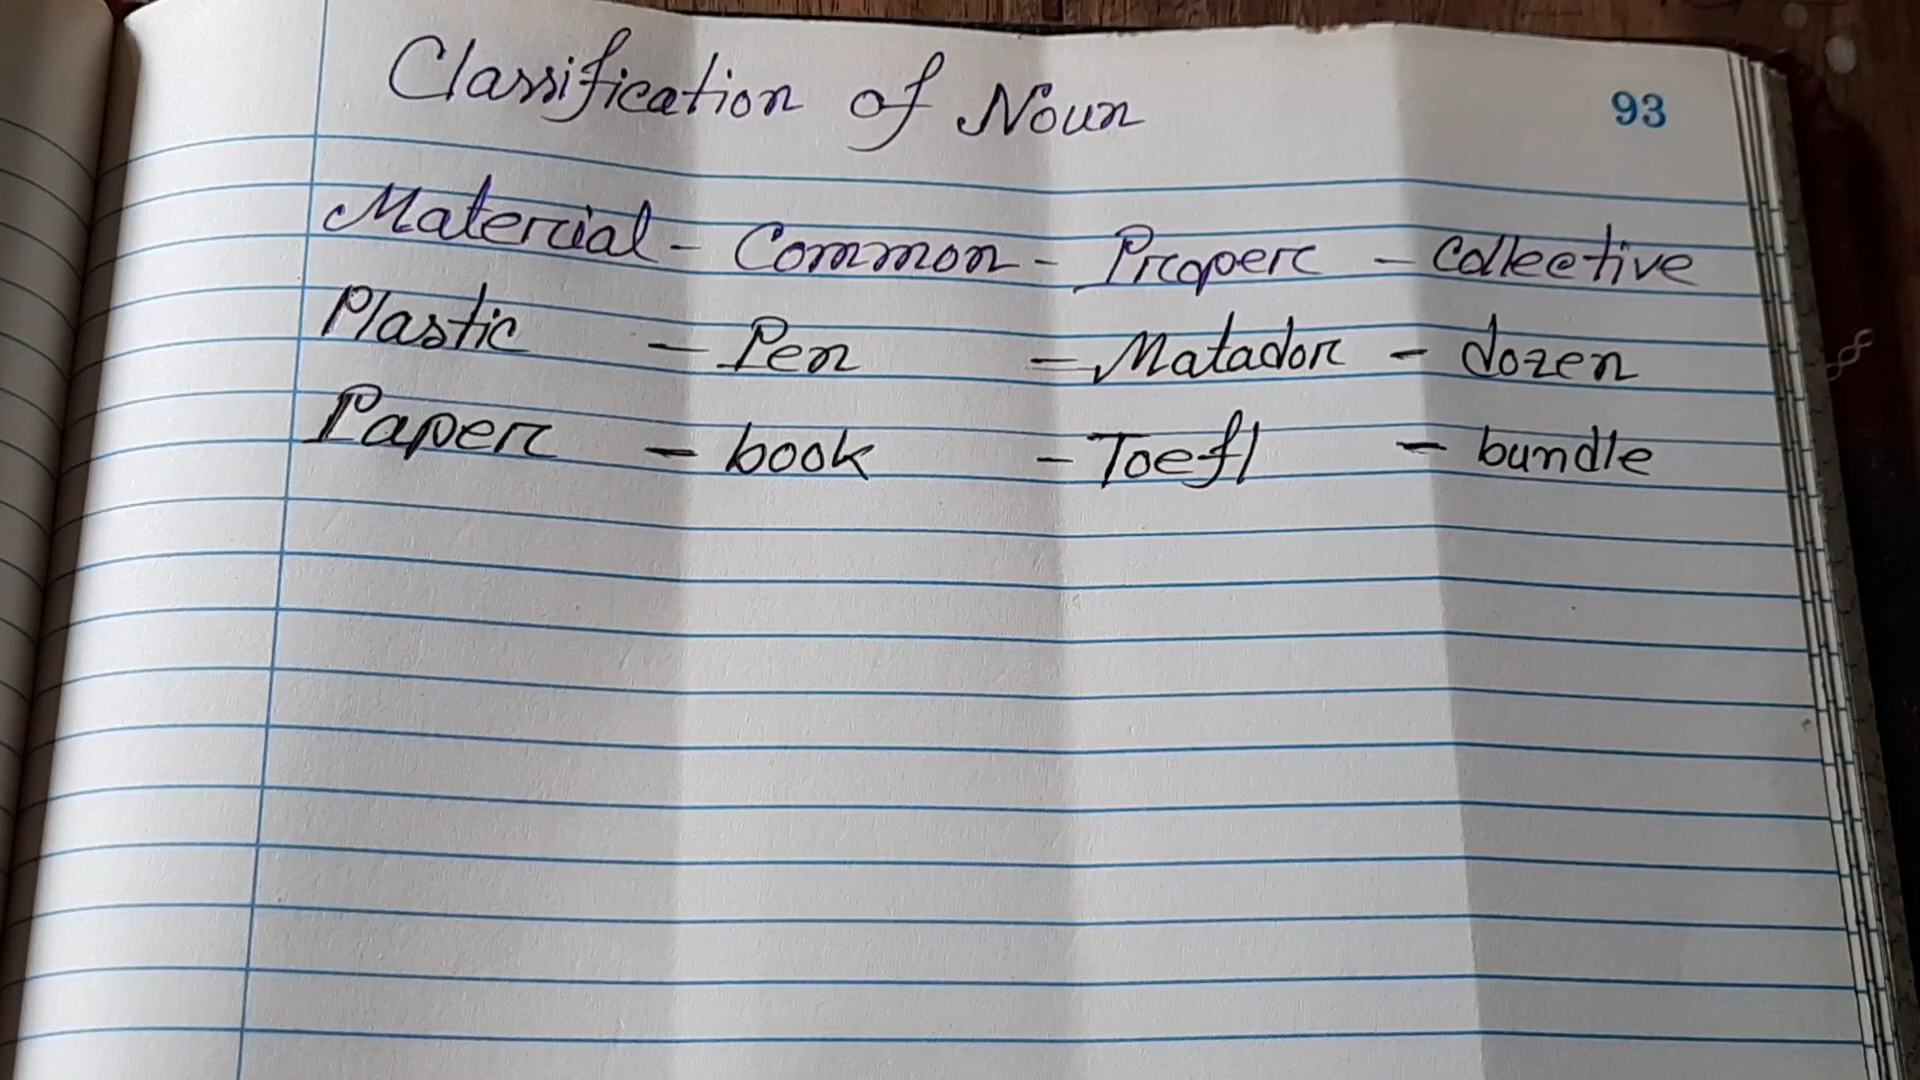 Classification of Noun
93
Material - Common - Proper - Collective
Plastic - Pen - Matador - dozen
Paper - book - Toefl - bundle